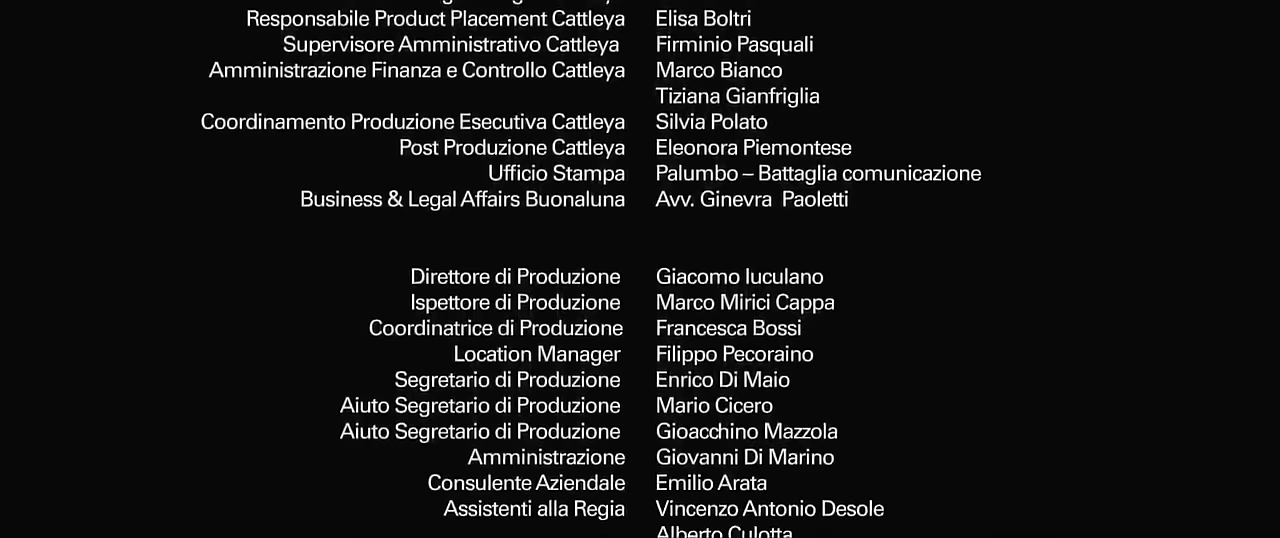 Responsabile Product Placement Cattleya Elisa Boltri
Supervisore Amministrativo Cattleya Firminio Pasquali
Amministrazione Finanza e Controllo Cattleya Marco Bianco
Tiziana Gianfriglia
Coordinamento Produzione Esecutiva Cattleya Silvia Polato
Post Produzione Cattleya Eleonora Piemontese
Ufficio Stampa Palumbo – Battaglia comunicazione
Business & Legal Affairs Buonaluna Avv. Ginevra Paoletti
Direttore di Produzione Giacomo Iuculano
Ispettore di Produzione Marco Mirici Cappa
Coordinatrice di Produzione Francesca Bossi
Location Manager Filippo Pecoraino
Segretario di Produzione Enrico Di Maio
Aiuto Segretario di Produzione Mario Cicero
Aiuto Segretario di Produzione Gioacchino Mazzola
Amministrazione Giovanni Di Marino
Consulente Aziendale Emilio Arata
Assistenti alla Regia Vincenzo Antonio Desole
Alberto Culotta